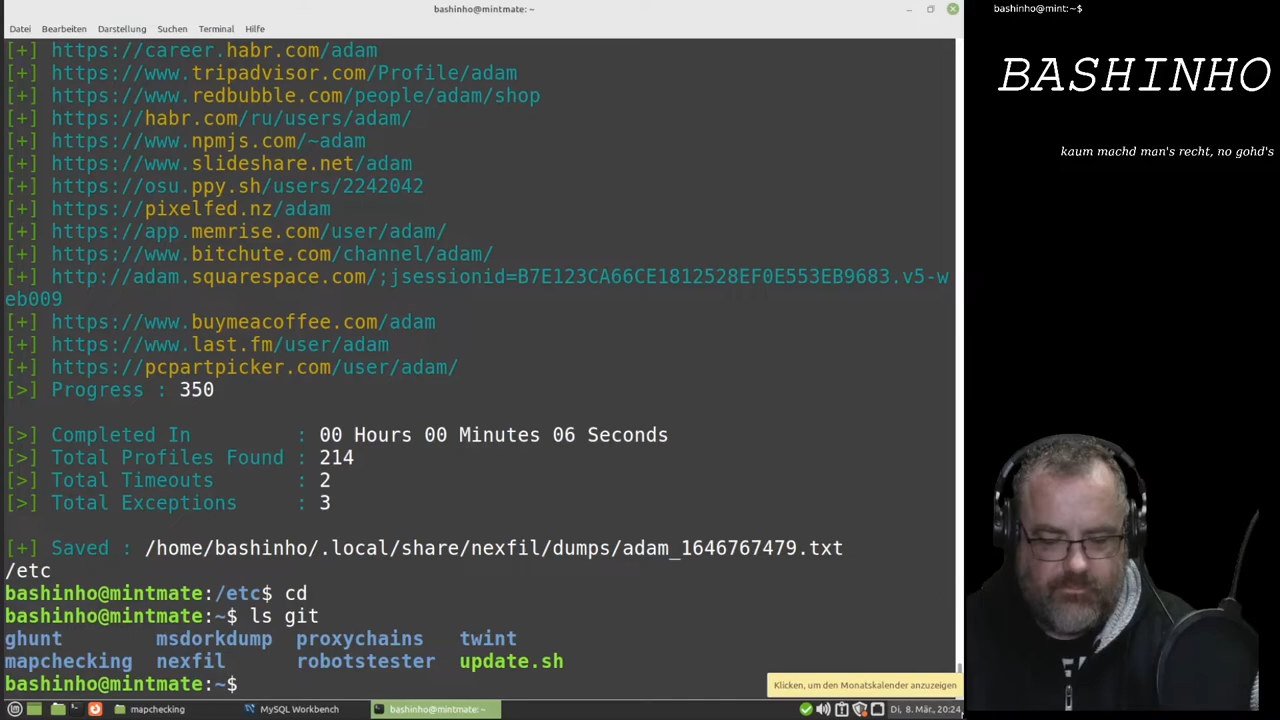 bashinho@mintmate: ~
Datei Bearbeiten Darstellung Suchen Terminal Hilfe
[+] https://career.habr.com/adam
[+] https://www.tripadvisor.com/Profile/adam
[+] https://www.redbubble.com/people/adam/shop
[+] https://habr.com/ru/users/adam/
[+] https://www.npmjs.com/~adam
[+] https://www.slideshare.net/adam
[+] https://osu.ppy.sh/users/2242042
[+] https://pixelfed.nz/adam
[+] https://app.memrise.com/user/adam/
[+] https://www.bitchute.com/channel/adam/
[+] http://adam.squarespace.com/;jsessionid=B7E123CA66CE1812528EF0E553EB9683.v5-w
eb009
[+] https://www.buymeacoffee.com/adam
[+] https://www.last.fm/user/adam
[+] https://pcpartpicker.com/user/adam/
[>] Progress : 350
[>] Completed In : 00 Hours 00 Minutes 06 Seconds
[>] Total Profiles Found : 214
[>] Total Timeouts : 2
[>] Total Exceptions : 3
[+] Saved : /home/bashinho/.local/share/nexfil/dumps/adam_1646767479.txt
/etc
bashinho@mintmate:/etc$ cd
bashinho@mintmate:~$ ls git
ghunt msdorkdump proxychains twint
mapchecking nexfil robotstester update.sh
bashinho@mintmate:~$
Klicken, um den Monatskalender anzuzeigen
mapchecking MySQL Workbench bashinho@mintmate: ~ Di, 8. Mär., 20:24
bashinho@mint:~$
BASHINHO
kaum machd man's recht, no gohd's